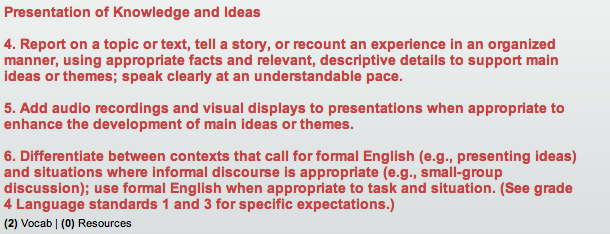 Presentation of Knowledge and Ideas
4. Report on a topic or text, tell a story, or recount an experience in an organized
manner, using appropriate facts and relevant, descriptive details to support main
ideas or themes; speak clearly at an understandable pace.
5. Add audio recordings and visual displays to presentations when appropriate to
enhance the development of main ideas or themes.
6. Differentiate between contexts that call for formal English (e.g., presenting ideas)
and situations where informal discourse is appropriate (e.g., small-group
discussion); use formal English when appropriate to task and situation. (See grade
4 Language standards 1 and 3 for specific expectations.)
(2) Vocab | (0) Resources